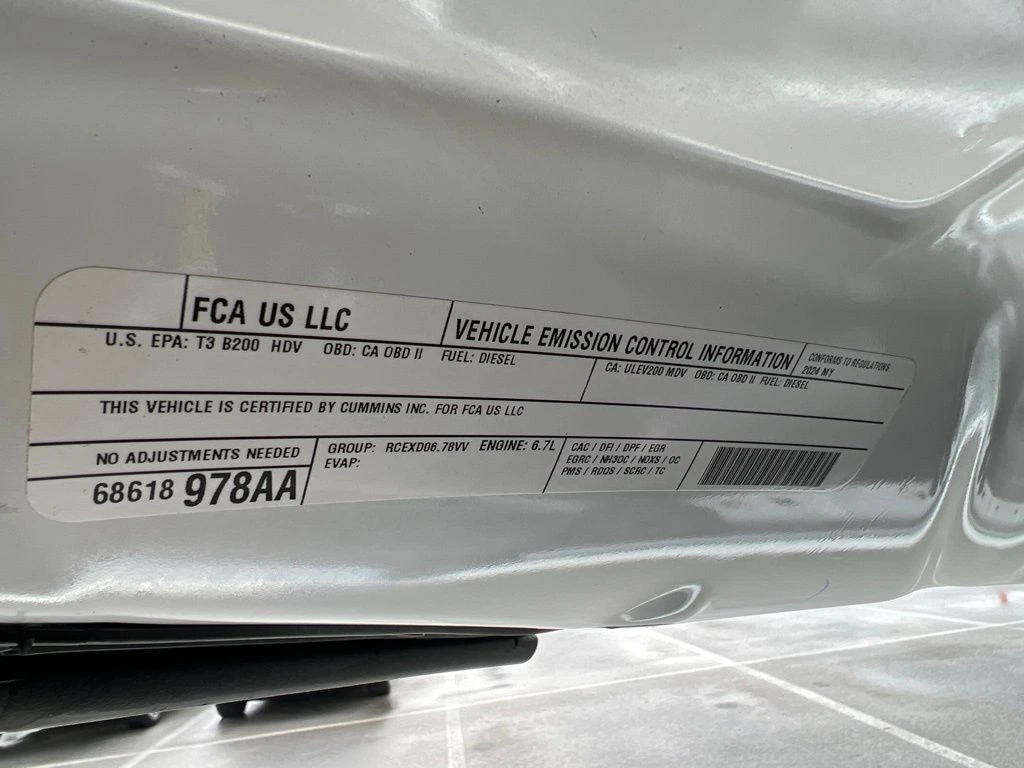 FCA US LLC
VEHICLE EMISSION CONTROL INFORMATION
CONFORMS TO REGULATIONS:
2024 MY
U.S. EPA: T3 B200 HDV OBD: CA OBD II FUEL: DIESEL
CA: ULEV200 MDV OBD: CA OBD II FUEL: DIESEL
THIS VEHICLE IS CERTIFIED BY CUMMINS INC. FOR FCA US LLC
NO ADJUSTMENTS NEEDED
68618 978AA
GROUP: RCEXD06.78VV ENGINE: 6.7L
EVAP:
CAC / DFI / DPF / EGR
EGRC / NH3OC / NOXS / OC
PMS / RDQS / SCRC / TC